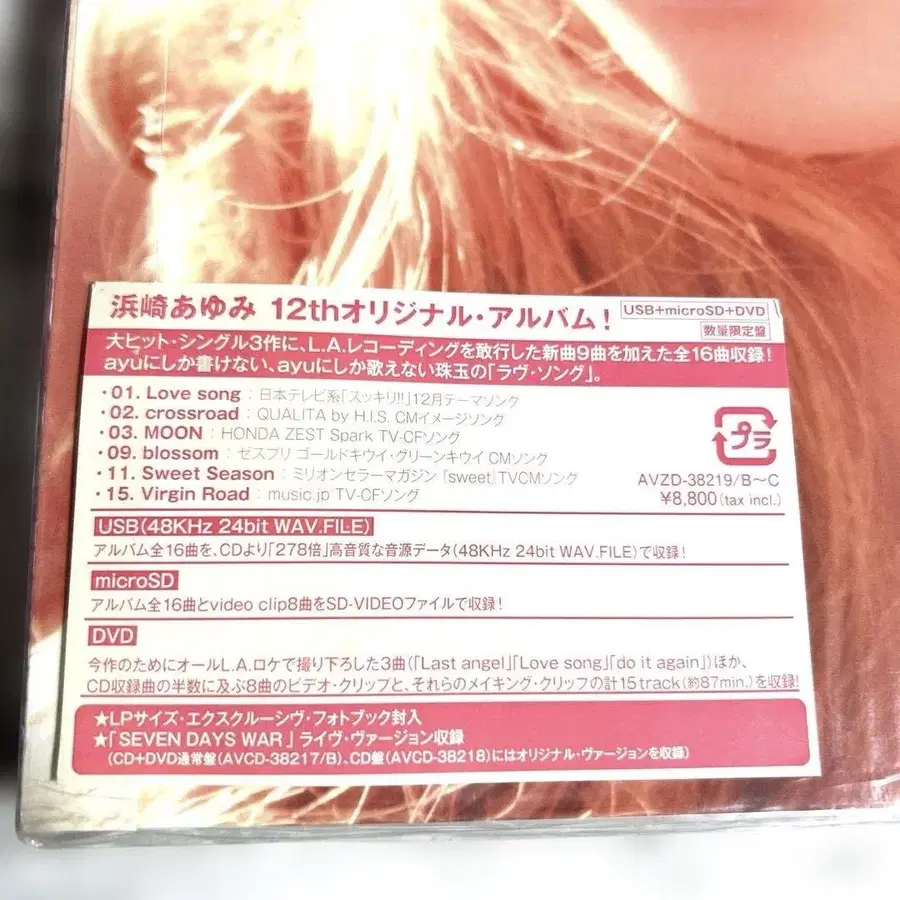 浜崎あゆみ 12thオリジナル・アルバム!
USB+microSD+DVD
数量限定盤
大ヒット・シングル3作に、L.A.レコーディングを敢行した新曲9曲を加えた全16曲収録!
ayuにしか書けない、ayuにしか歌えない珠玉の「ラヴ・ソング」。
・01. Love song : 日本テレビ系「スッキリ!!」12月テーマソング
・02. crossroad : QUALITA by H.I.S. CMイメージソング
・03. MOON : HONDA ZEST Spark TV-CFソング
・09. blossom : ゼスプリ ゴールドキウイ・グリーンキウイ CMソング
・11. Sweet Season : ミリオンセラーマガジン『sweet』TVCMソング
・15. Virgin Road : music.jp TV-CFソング
プラ
AVZD-38219/B〜C
¥8,800(tax incl.)
USB(48KHz 24bit WAV.FILE)
アルバム全16曲を、CDより「278倍」高音質な音源データ(48KHz 24bit WAV.FILE)で収録!
microSD
アルバム全16曲とvideo clip8曲をSD-VIDEOファイルで収録!
DVD
今作のためにオールL.A.ロケで撮り下ろした3曲(「Last angel」「Love song」「do it again」)ほか、
CD収録曲の半数に及ぶ8曲のビデオ・クリップと、それらのメイキング・クリップの計15track(約87min.)を収録!
★LPサイズ・エクスクルーシヴ・フォトブック封入
★「SEVEN DAYS WAR」ライヴ・ヴァージョン収録
(CD+DVD通常盤(AVCD-38217/B)、CD盤(AVCD-38218)にはオリジナル・ヴァージョンを収録)